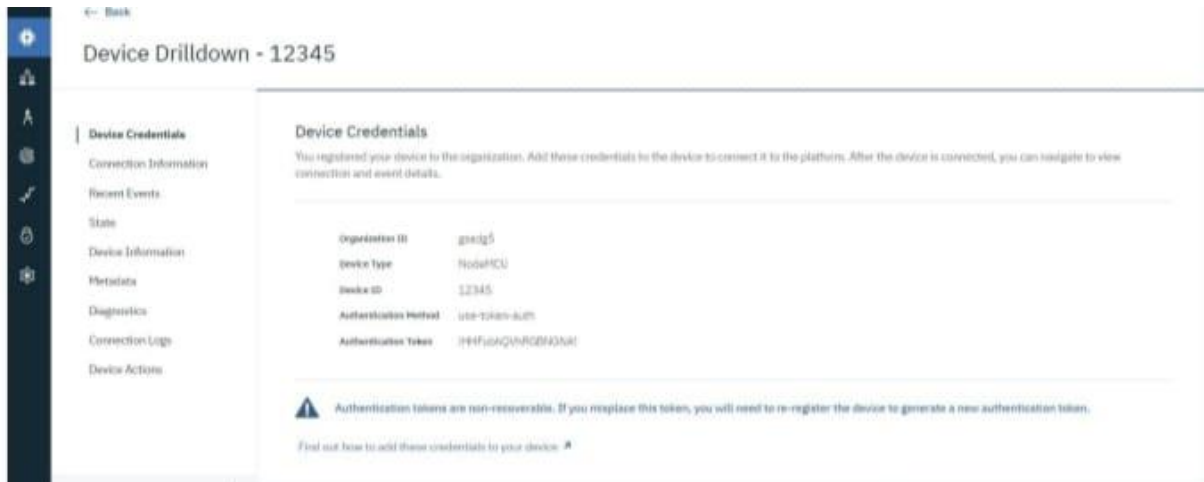 ← Back
Device Drilldown - 12345
Device Credentials
Connection Information
Recent Events
State
Device Information
Metadata
Diagnostics
Connection Logs
Device Actions
Device Credentials
You registered your device to the organization. Add these credentials to the device to connect it to the platform. After the device is connected, you can navigate to view
connection and event details.
Organization ID
Device Type NodeMCU
Device ID 12345
Authentication Method use-token-auth
Authentication Token
Authentication tokens are non-recoverable. If you misplace this token, you will need to re-register the device to generate a new authentication token.
Find out how to add these credentials to your device